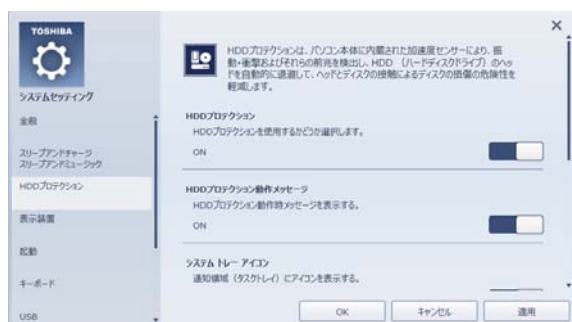 TOSHIBA
システムセッティング
全般
スリープアンドチャージ
スリープアンドミュージック
HDDプロテクション
表示装置
起動
キーボード
USB
HDDプロテクションは、パソコン本体に内蔵された加速度センサーにより、振
動・衝撃およびそれらの前兆を検出し、HDD （ハードディスクドライブ）のヘッ
ドを自動的に退避して、ヘッドとディスクの接触によるディスクの損傷の危険性を
軽減します。
HDDプロテクション
HDDプロテクションを使用するかどうか選択します。
ON
HDDプロテクション動作メッセージ
HDDプロテクション動作時メッセージを表示する。
ON
システム トレー アイコン
通知領域（タスクトレイ）にアイコンを表示する。
OK
キャンセル
適用